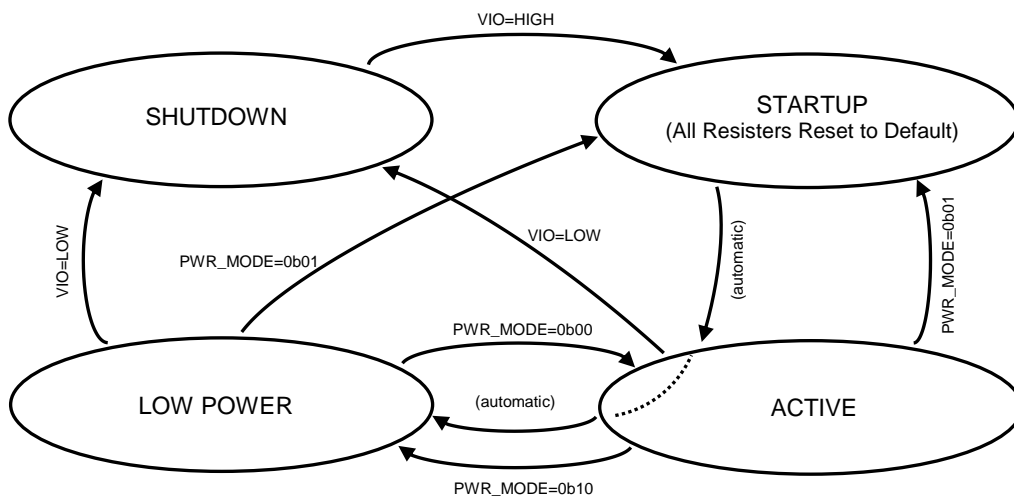 VIO=HIGH
SHUTDOWN
STARTUP
(All Resisters Reset to Default)
VIO=LOW
PWR_MODE=0b01
VIO=LOW
(automatic)
PWR_MODE=0b01
PWR_MODE=0b00
LOW POWER
(automatic)
ACTIVE
PWR_MODE=0b10